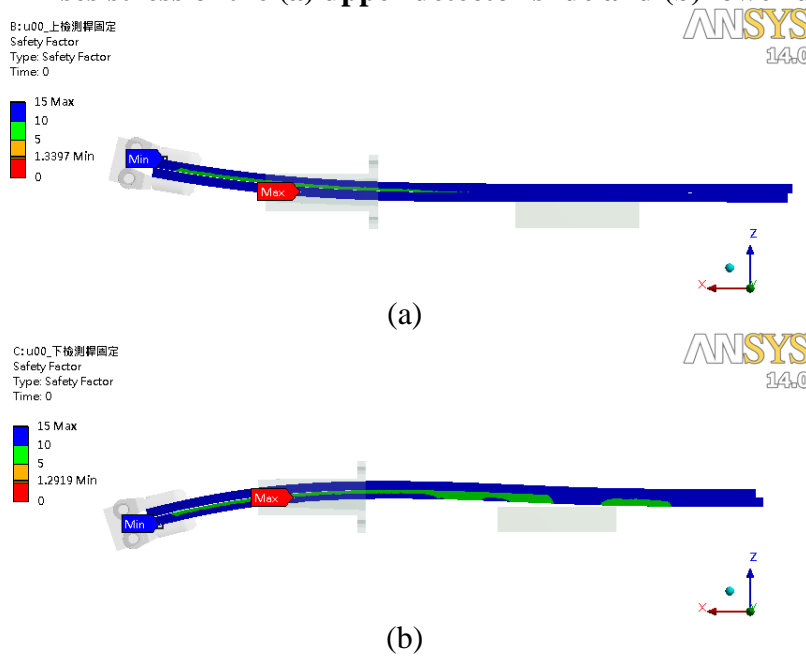 ANSYS
14.0
B: u00_上檢測桿固定
Safety Factor
Type: Safety Factor
Time: 0
15 Max
10
5
1.3397 Min
0
Min
Max
Z
X
Y
(a)
ANSYS
14.0
C: u00_下檢測桿固定
Safety Factor
Type: Safety Factor
Time: 0
15 Max
10
5
1.2919 Min
0
Max
Min
Z
X
Y
(b)